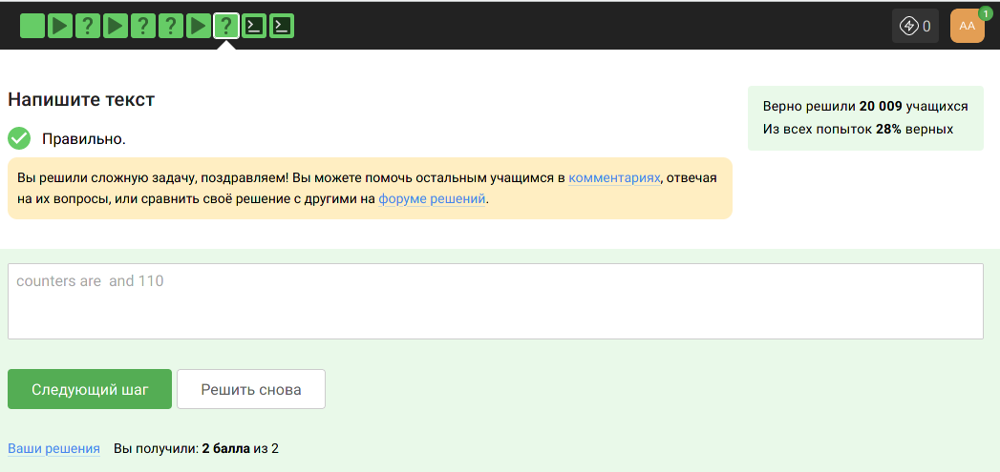 0
AA
1
Напишите текст
Верно решили 20 009 учащихся
Из всех попыток 28% верных
Правильно.
Вы решили сложную задачу, поздравляем! Вы можете помочь остальным учащимся в комментариях, отвечая
на их вопросы, или сравнить своё решение с другими на форуме решений.
counters are  and 110
Следующий шаг
Решить снова
Ваши решения
Вы получили: 2 балла из 2